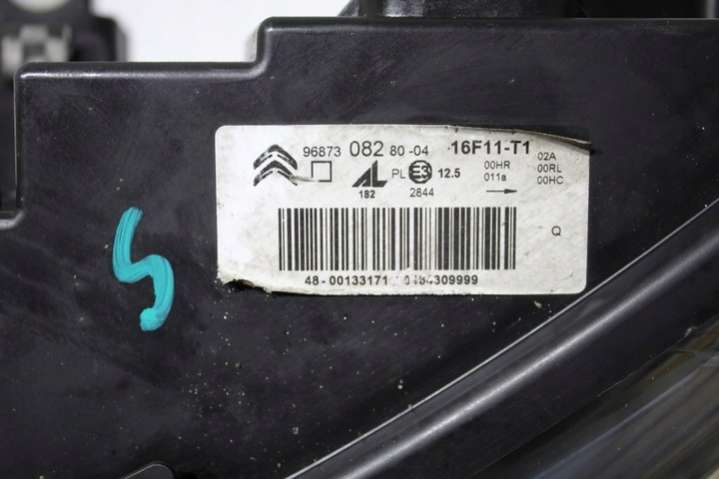 96873 082 80-04 16F11-T1
AL PL E3 12.5 00HR 02A
182 2844 011a 00RL
00HC
Q
48-00133171
309999
S